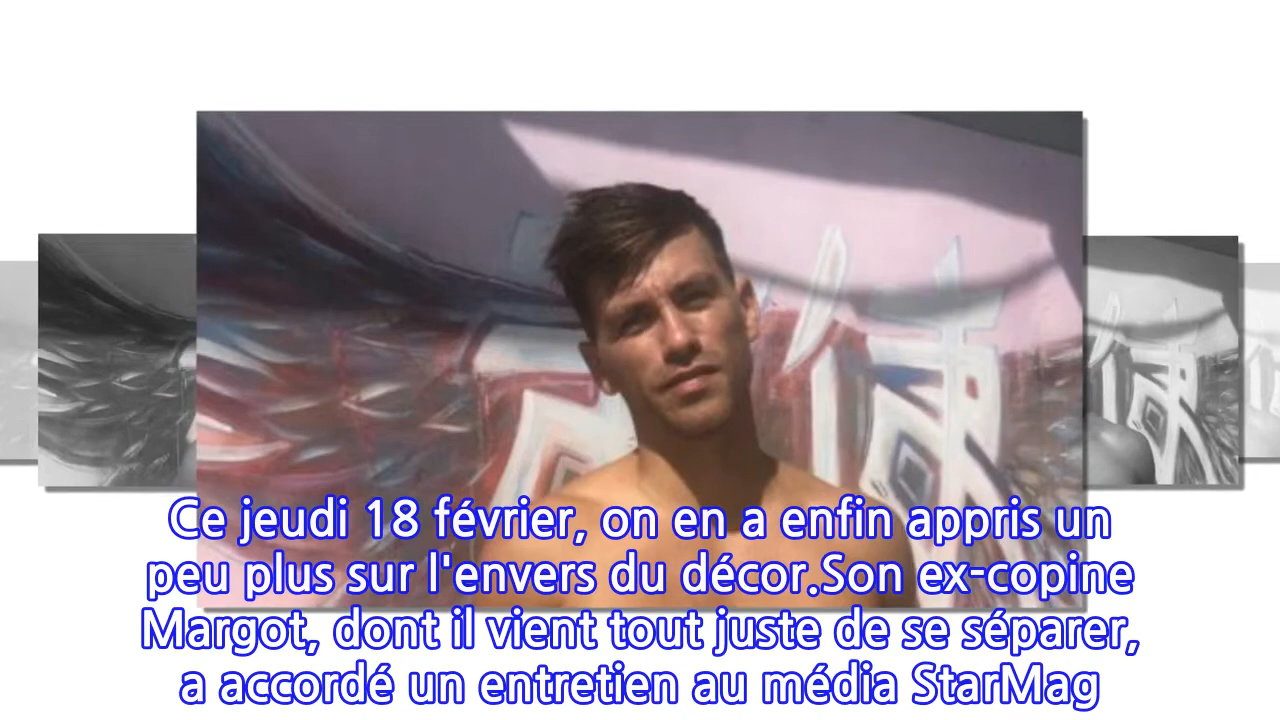 Ce jeudi 18 février, on en a enfin appris un
peu plus sur l'envers du décor.Son ex-copine
Margot, dont il vient tout juste de se séparer,
a accordé un entretien au média StarMag